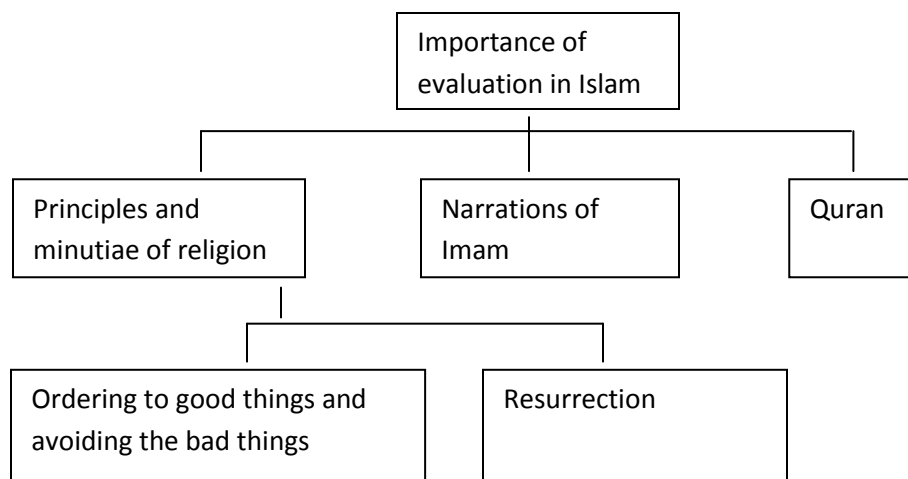 Importance of
evaluation in Islam
Principles and
minutiae of religion
Narrations of
Imam
Quran
Ordering to good things and
avoiding the bad things
Resurrection